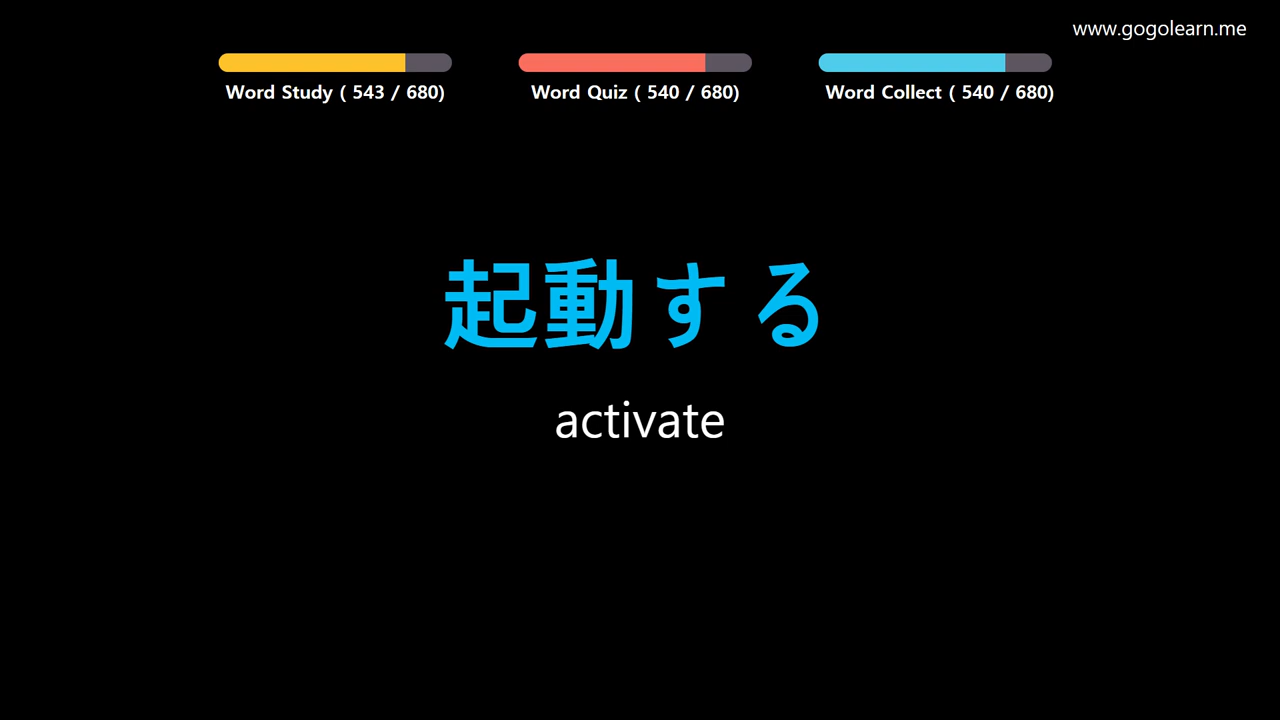 www.gogolearn.me
Word Study ( 543 / 680)
Word Quiz ( 540 / 680)
Word Collect ( 540 / 680)
起動する
activate